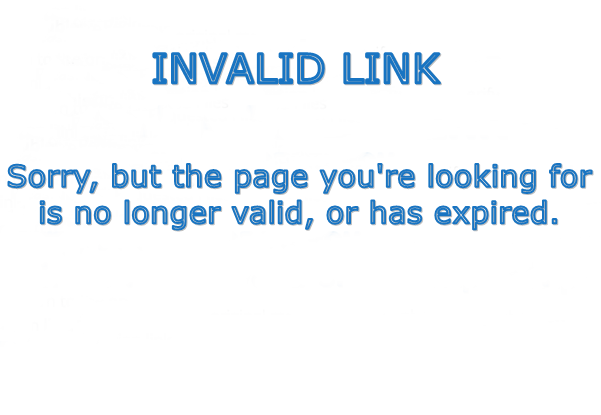 INVALID LINK
Sorry, but the page you're looking for
is no longer valid, or has expired.